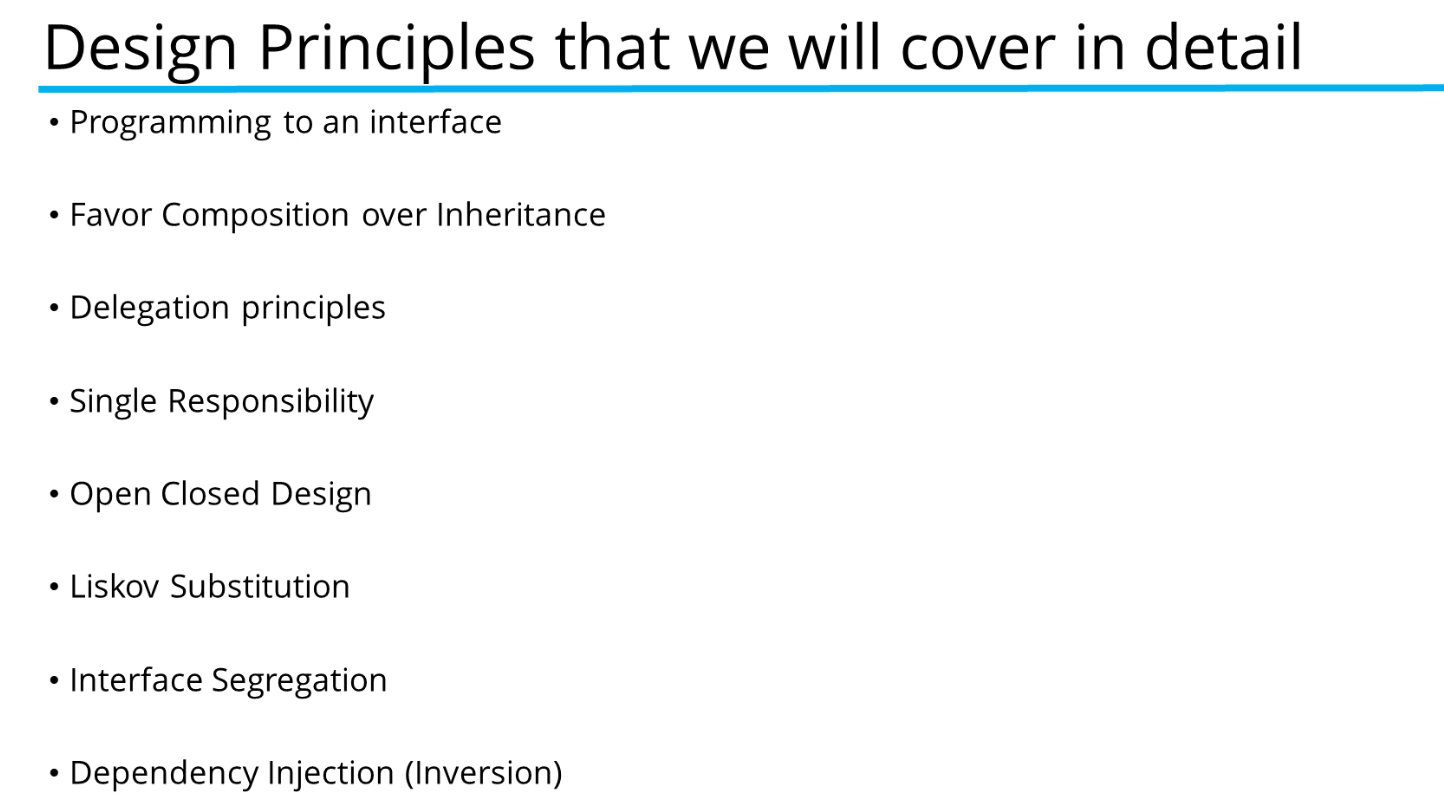 Design Principles that we will cover in detail
• Programming to an interface
• Favor Composition over Inheritance
• Delegation principles
• Single Responsibility
• Open Closed Design
• Liskov Substitution
• Interface Segregation
• Dependency Injection (Inversion)